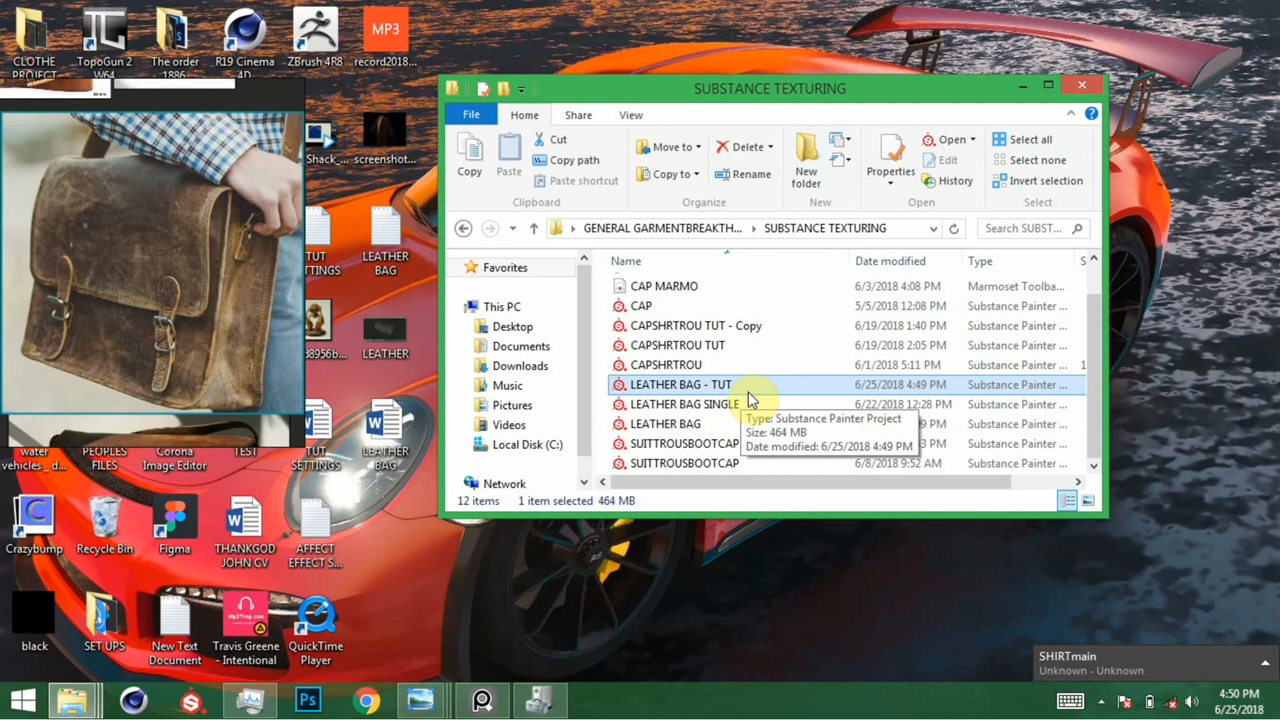 CLOTHE
PROJECT
TopoGun 2
W64
The order
1886
R19 Cinema
4D
ZBrush 4R8
MP3
record2018...
Shack_...
screenshot...
TUT
TTINGS
LEATHER
BAG
d8956b...
LEATHER
water
vehicles _ d...
PEOPLES
FILES
Corona
Image Editor
TEST
TUT
SETTINGS
LEATHER
BAG
Crazybump
Recycle Bin
Figma
THANKGOD
JOHN CV
AFFECT
EFFECT S...
black
SET UPS
New Text
Document
Travis Greene
- Intentional
QuickTime
Player
SUBSTANCE TEXTURING
File
Home
Share
View
Copy
Paste
Cut
Copy path
Paste shortcut
Clipboard
Move to
Copy to
Delete
Rename
Organize
New
folder
New
Properties
Open
Edit
History
Open
Select all
Select none
Invert selection
Select
GENERAL GARMENTBREAKTH...
SUBSTANCE TEXTURING
Search SUBST...
Favorites
This PC
Desktop
Documents
Downloads
Music
Pictures
Videos
Local Disk (C:)
Network
Name
Date modified
Type
S
CAP MARMO 6/3/2018 4:08 PM Marmoset Toolba...
CAP 5/5/2018 12:08 PM Substance Painter ...
CAPSHRTROU TUT - Copy 6/19/2018 1:40 PM Substance Painter ...
CAPSHRTROU TUT 6/19/2018 2:05 PM Substance Painter ...
CAPSHRTROU 6/1/2018 5:11 PM Substance Painter ... 1
LEATHER BAG - TUT 6/25/2018 4:49 PM Substance Painter ...
LEATHER BAG SINGLE 6/22/2018 12:28 PM Substance Painter ...
LEATHER BAG Substance Painter ...
SUITTROUSBOOTCAP Substance Painter ...
SUITTROUSBOOTCAP 6/8/2018 9:52 AM Substance Painter ...
Type: Substance Painter Project
Size: 464 MB
Date modified: 6/25/2018 4:49 PM
12 items
1 item selected 464 MB
SHIRTmain
Unknown - Unknown
Ps
4:50 PM
6/25/2018